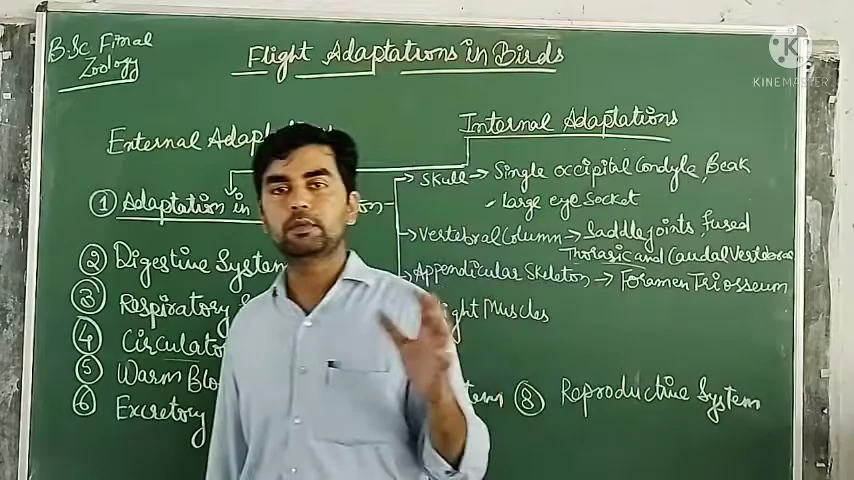 B.Sc Final
Zoology
Flight Adaptations in Birds
External Adap
Internal Adaptations
① Adaptation in
Skull → Single occipital Condyle, Beak
Large eye Socket
Vertebral Column → Saddle joints fused
Thorasic and Caudal Vertebrae
② Digestive System
Appendicular Skeleton → Foramen Triosseum
③ Respiratory
Muscles
④ Circulato
⑤ Warm Blo
⑥ Excretory
⑧ Reproductive System
K
KINEMASTER